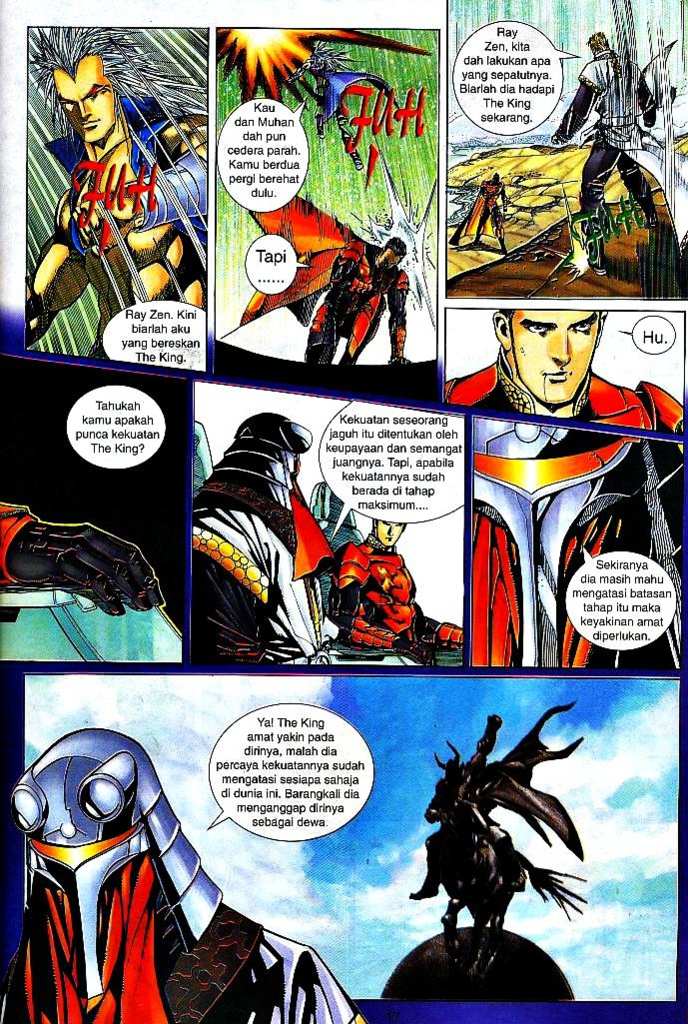 FUH
Ray Zen. Kini
biarlah aku
yang bereskan
The King.
FUH
!
Kau
dan Muhan
dah pun
cedera parah.
Kamu berdua
pergi berehat
dulu.
Tapi
......
Ray
Zen, kita
dah lakukan apa
yang sepatutnya.
Biarlah dia hadapi
The King
sekarang.
FUH
Hu.
Tahukah
kamu apakah
punca kekuatan
The King?
Kekuatan seseorang
jaguh itu ditentukan oleh
keupayaan dan semangat
juangnya. Tapi, apabila
kekuatannya sudah
berada di tahap
maksimum....
Sekiranya
dia masih mahu
mengatasi batasan
tahap itu maka
keyakinan amat
diperlukan.
Ya! The King
amat yakin pada
dirinya, malah dia
percaya kekuatannya sudah
mengatasi sesiapa sahaja
di dunia ini. Barangkali dia
menganggap dirinya
sebagai dewa.